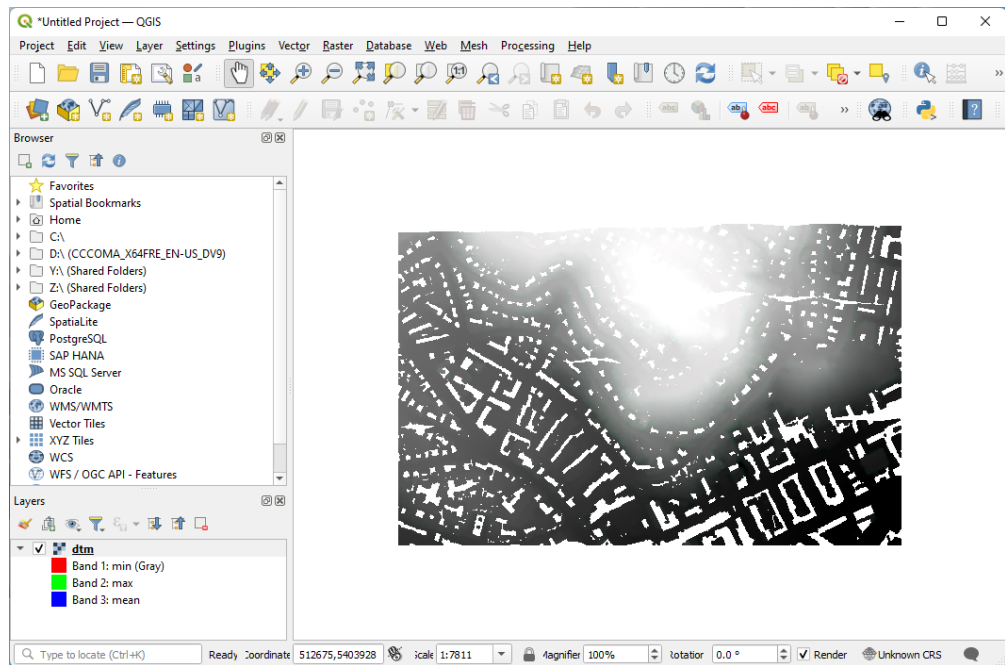 *Untitled Project — QGIS
Project Edit View Layer Settings Plugins Vector Raster Database Web Mesh Processing Help
Browser
Favorites
Spatial Bookmarks
Home
C:\
D:\ (CCCOMA_X64FRE_EN-US_DV9)
Y:\ (Shared Folders)
Z:\ (Shared Folders)
GeoPackage
SpatiaLite
PostgreSQL
SAP HANA
MS SQL Server
Oracle
WMS/WMTS
Vector Tiles
XYZ Tiles
WCS
WFS / OGC API - Features
Layers
dtm
Band 1: min (Gray)
Band 2: max
Band 3: mean
Type to locate (Ctrl+K) Ready Coordinate 512675,5403928 Scale 1:7811 Magnifier 100% Rotation 0.0 ° Render Unknown CRS